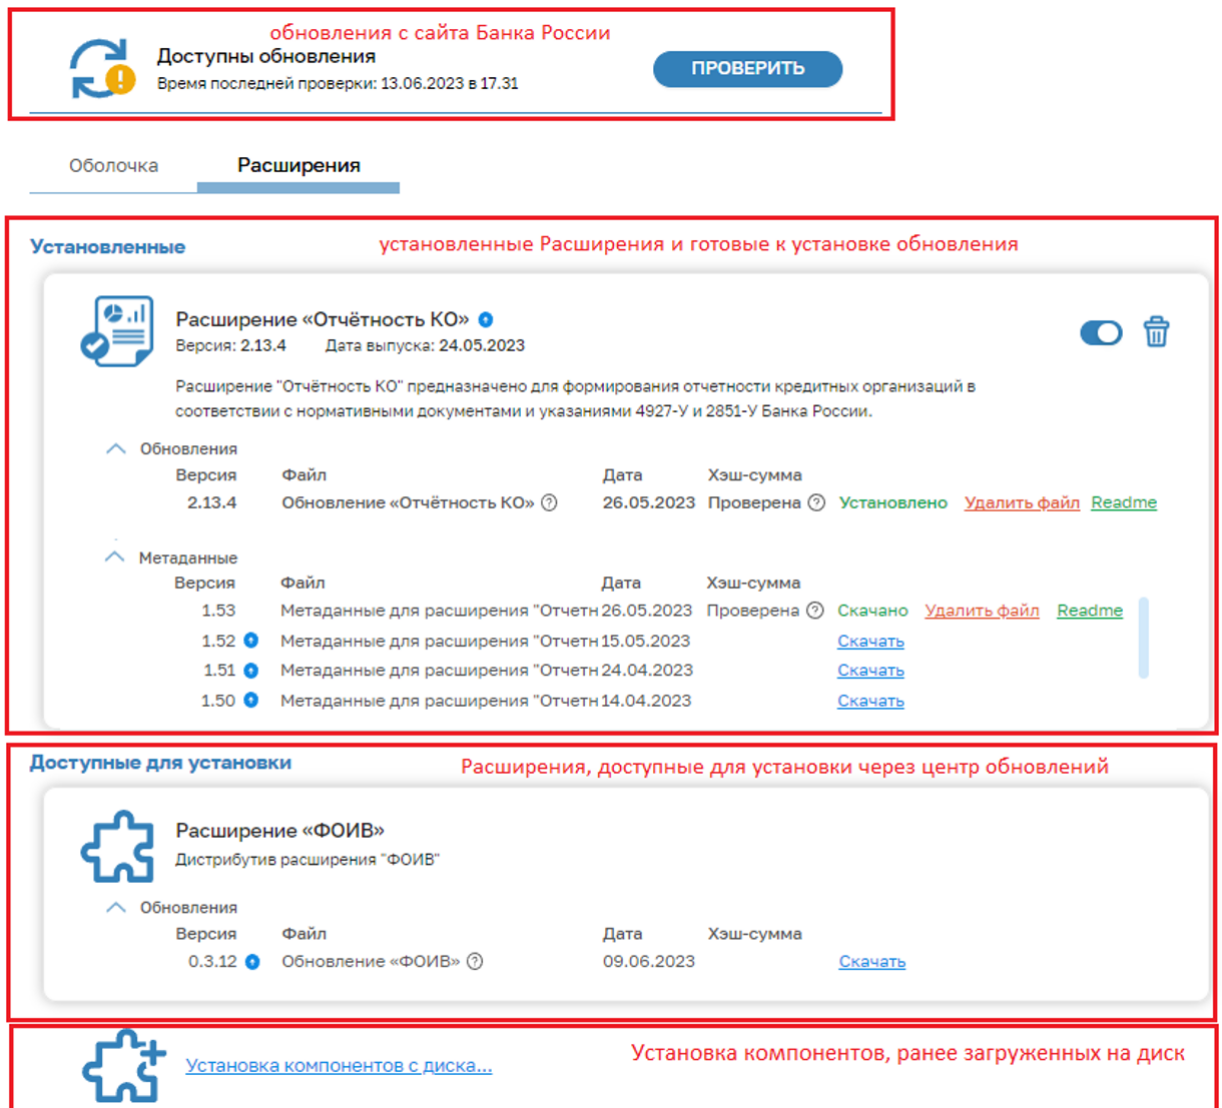 обновления с сайта Банка России
Доступны обновления
Время последней проверки: 13.06.2023 в 17.31
ПРОВЕРИТЬ
Оболочка Расширения
Установленные установленные Расширения и готовые к установке обновления
Расширение «Отчётность КО»
Версия: 2.13.4 Дата выпуска: 24.05.2023
Расширение "Отчётность КО" предназначено для формирования отчетности кредитных организаций в
соответствии с нормативными документами и указаниями 4927-У и 2851-У Банка России.
Обновления
Версия Файл Дата Хэш-сумма
2.13.4 Обновление «Отчётность КО» ? 26.05.2023 Проверена ? Установлено Удалить файл Readme
Метаданные
Версия Файл Дата Хэш-сумма
1.53 Метаданные для расширения "Отчетн 26.05.2023 Проверена ? Скачано Удалить файл Readme
1.52 Метаданные для расширения "Отчетн 15.05.2023 Скачать
1.51 Метаданные для расширения "Отчетн 24.04.2023 Скачать
1.50 Метаданные для расширения "Отчетн 14.04.2023 Скачать
Доступные для установки Расширения, доступные для установки через центр обновлений
Расширение «ФОИВ»
Дистрибутив расширения "ФОИВ"
Обновления
Версия Файл Дата Хэш-сумма
0.3.12 Обновление «ФОИВ» ? 09.06.2023 Скачать
Установка компонентов с диска... Установка компонентов, ранее загруженных на диск